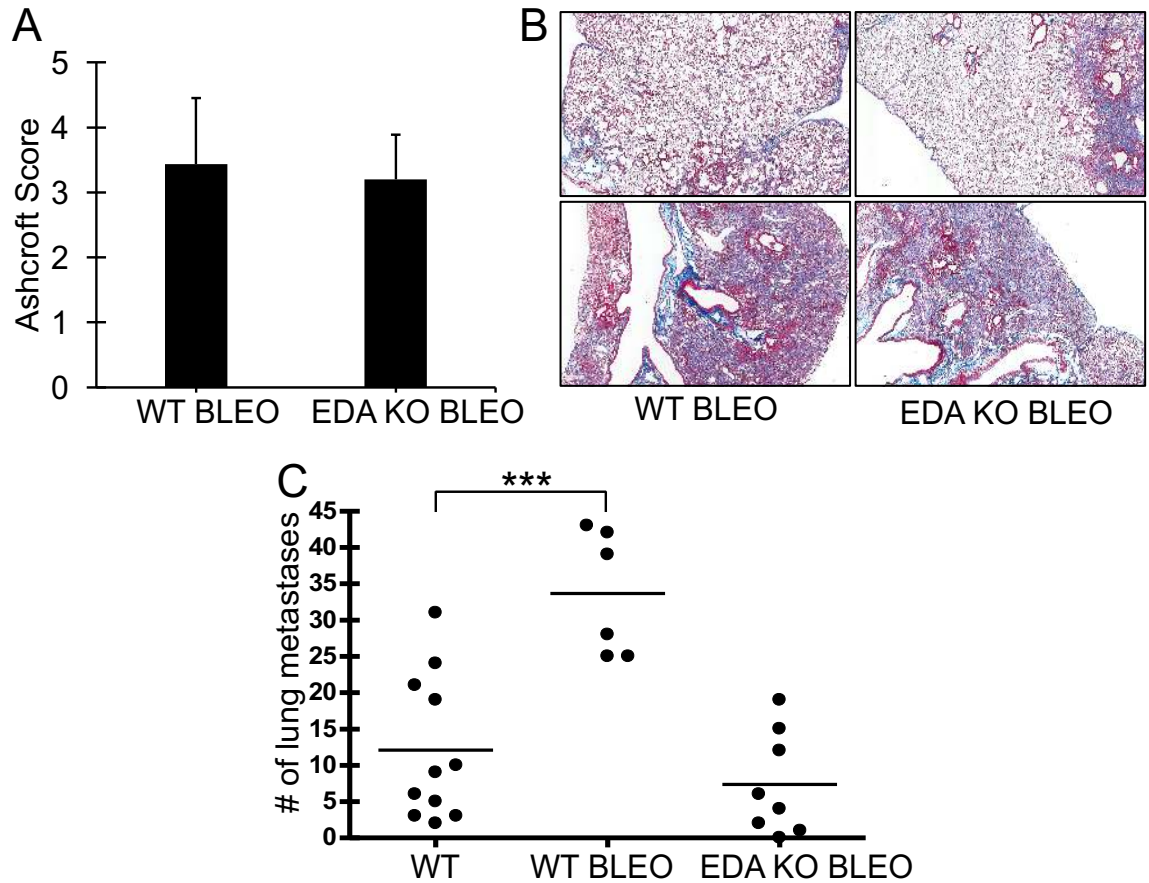 A
5
4
3
2
1
0
Ashcroft Score
WT BLEO
EDA KO BLEO
B
WT BLEO
EDA KO BLEO
C
***
45
40
35
30
25
20
15
10
5
0
# of lung metastases
WT
WT BLEO
EDA KO BLEO